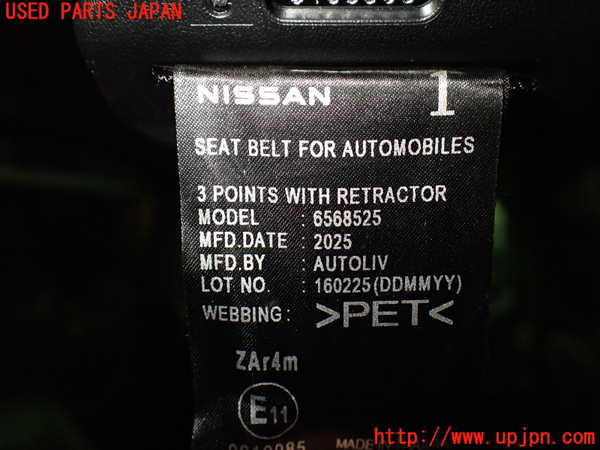 USED PARTS JAPAN
NISSAN 1
SEAT BELT FOR AUTOMOBILES
3 POINTS WITH RETRACTOR
MODEL : 6568525
MFD.DATE : 2025
MFD.BY : AUTOLIV
LOT NO. : 160225(DDMMYY)
WEBBING : >PET<
ZAr4m
E11
MADE
http://www.upjpn.com/